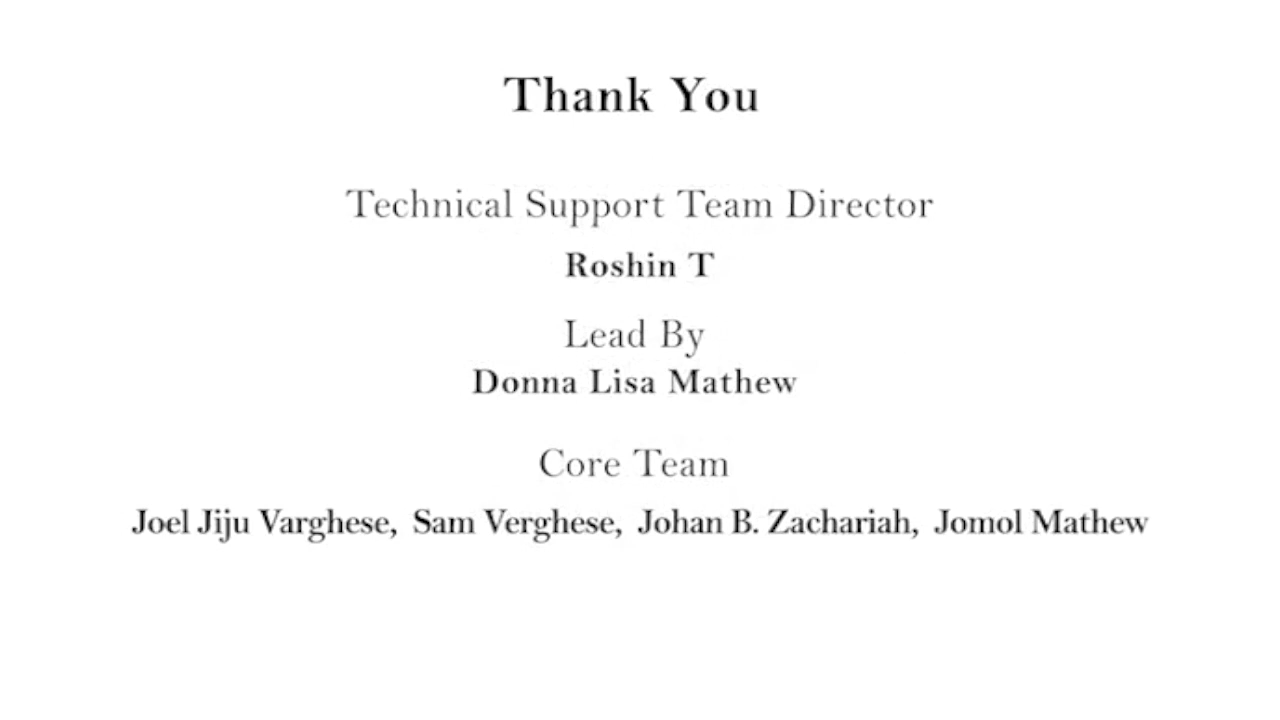 Thank You
Technical Support Team Director
Roshin T
Lead By
Donna Lisa Mathew
Core Team
Joel Jiju Varghese, Sam Verghese, Johan B. Zachariah, Jomol Mathew